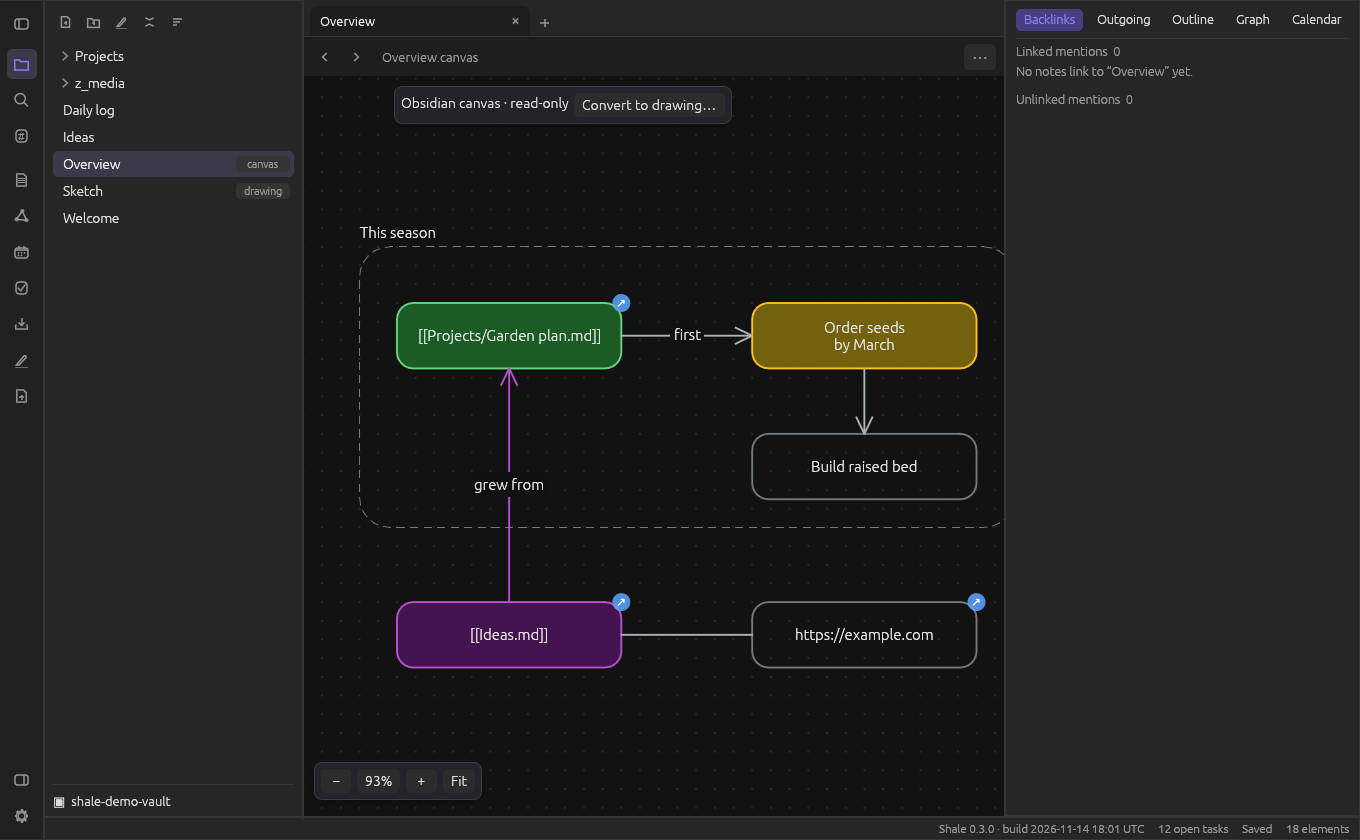 Overview
×
+
Projects
z_media
Daily log
Ideas
Overview canvas
Sketch drawing
Welcome
shale-demo-vault
Overview.canvas
...
Obsidian canvas · read-only Convert to drawing…
This season
[[Projects/Garden plan.md]]
first
Order seeds
by March
Build raised bed
grew from
[[Ideas.md]]
https://example.com
− 93% + Fit
Backlinks Outgoing Outline Graph Calendar
Linked mentions 0
No notes link to “Overview” yet.
Unlinked mentions 0
Shale 0.3.0 · build 2026-11-14 18:01 UTC 12 open tasks Saved 18 elements